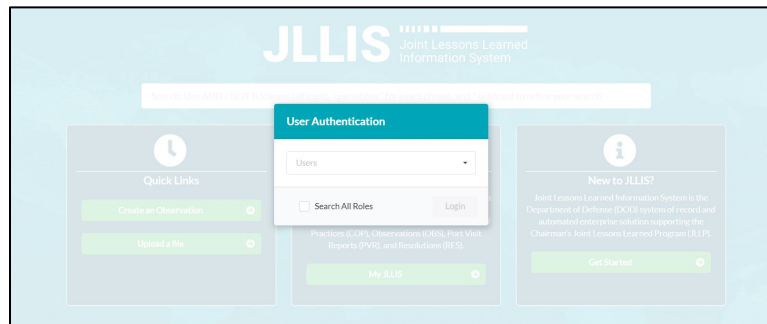 JLLIS
Joint Lessons Learned
Information System
User Authentication
Users
Search All Roles
Login
Quick Links
Create an Observation
Upload a file
Practices (COP), Observations (OBS), Port Visit
Reports (PVR), and Resolutions (RES).
My JLLIS
New to JLLIS?
Joint Lessons Learned Information System is the
Department of Defense (DOD) system of record and
automated enterprise solution supporting the
Chairman's Joint Lessons Learned Program (JLLP).
Get Started